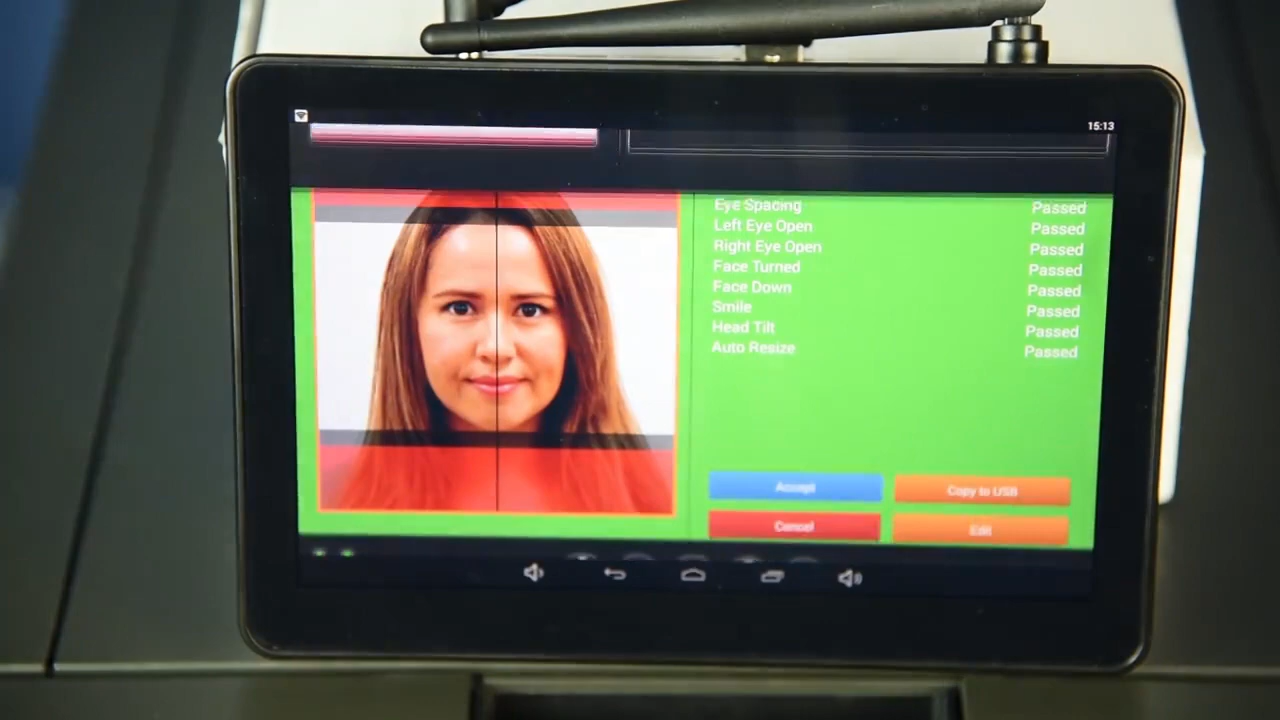 15:13
Eye Spacing Passed
Left Eye Open Passed
Right Eye Open Passed
Face Turned Passed
Face Down Passed
Smile Passed
Head Tilt Passed
Auto Resize Passed
Accept Copy to USB
Cancel Edit